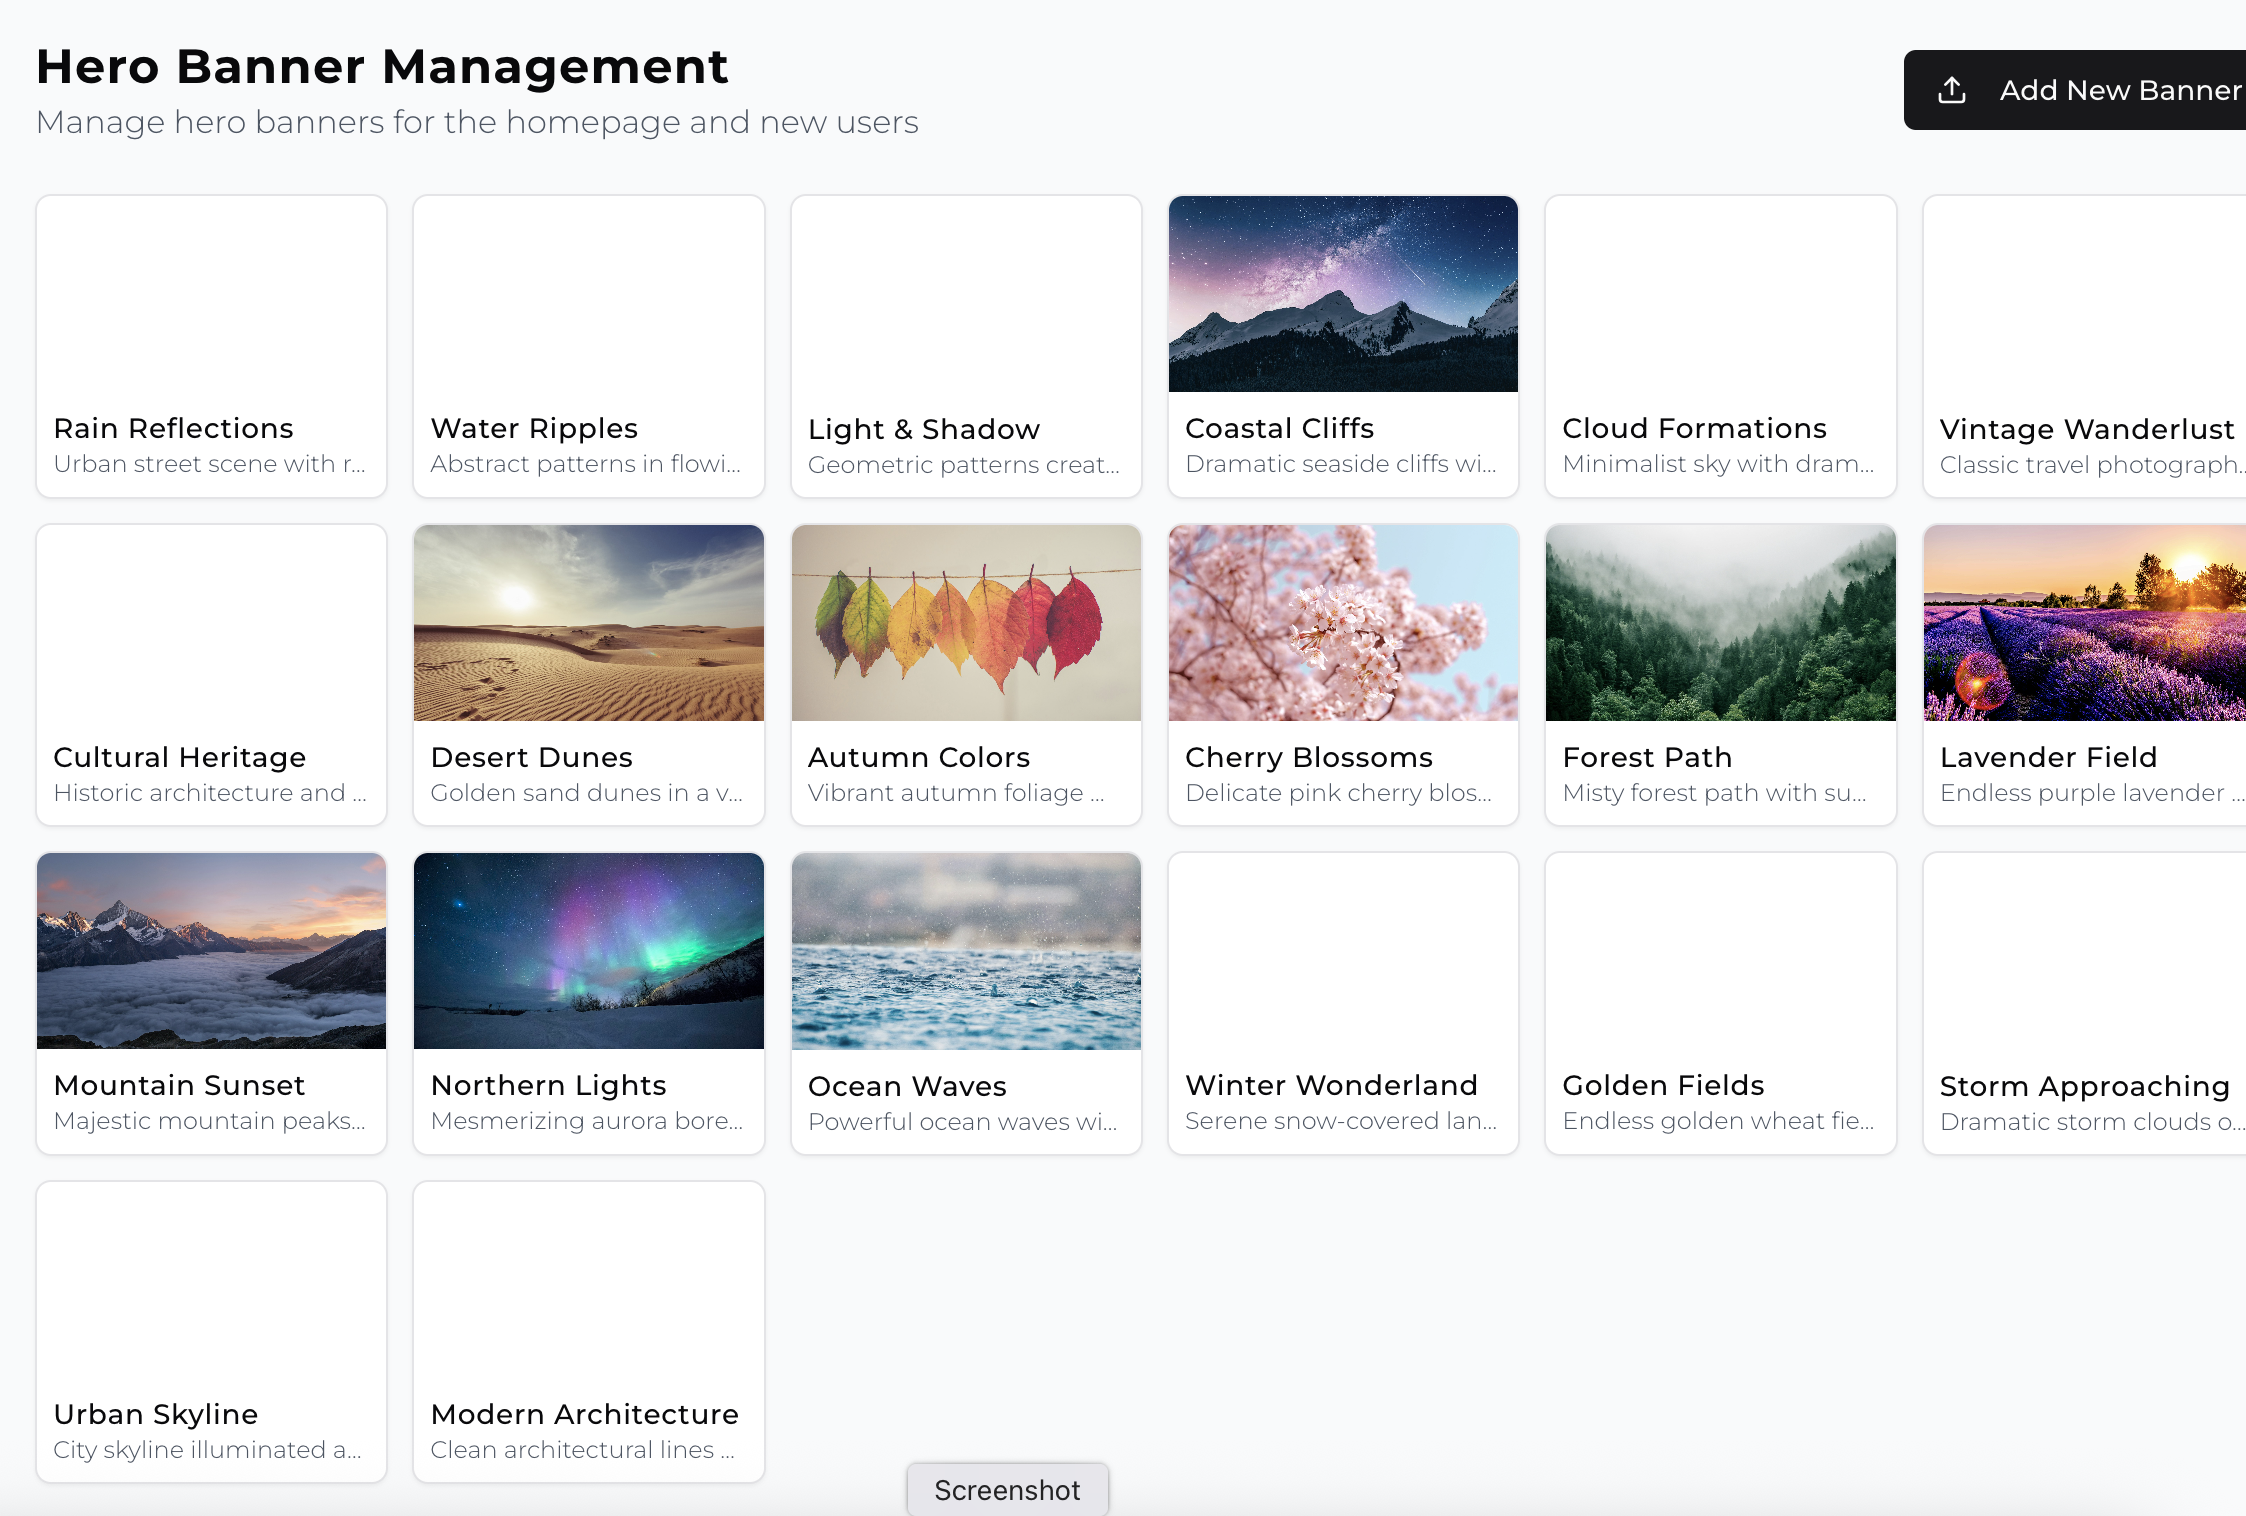 Hero Banner Management
Manage hero banners for the homepage and new users
Add New Banner
Rain Reflections
Urban street scene with r...
Water Ripples
Abstract patterns in flowi...
Light & Shadow
Geometric patterns creat...
Coastal Cliffs
Dramatic seaside cliffs wi...
Cloud Formations
Minimalist sky with dram...
Vintage Wanderlust
Classic travel photograph...
Cultural Heritage
Historic architecture and ...
Desert Dunes
Golden sand dunes in a v...
Autumn Colors
Vibrant autumn foliage ...
Cherry Blossoms
Delicate pink cherry blos...
Forest Path
Misty forest path with su...
Lavender Field
Endless purple lavender ...
Mountain Sunset
Majestic mountain peaks...
Northern Lights
Mesmerizing aurora bore...
Ocean Waves
Powerful ocean waves wi...
Winter Wonderland
Serene snow-covered lan...
Golden Fields
Endless golden wheat fie...
Storm Approaching
Dramatic storm clouds o...
Urban Skyline
City skyline illuminated a...
Modern Architecture
Clean architectural lines ...
Screenshot